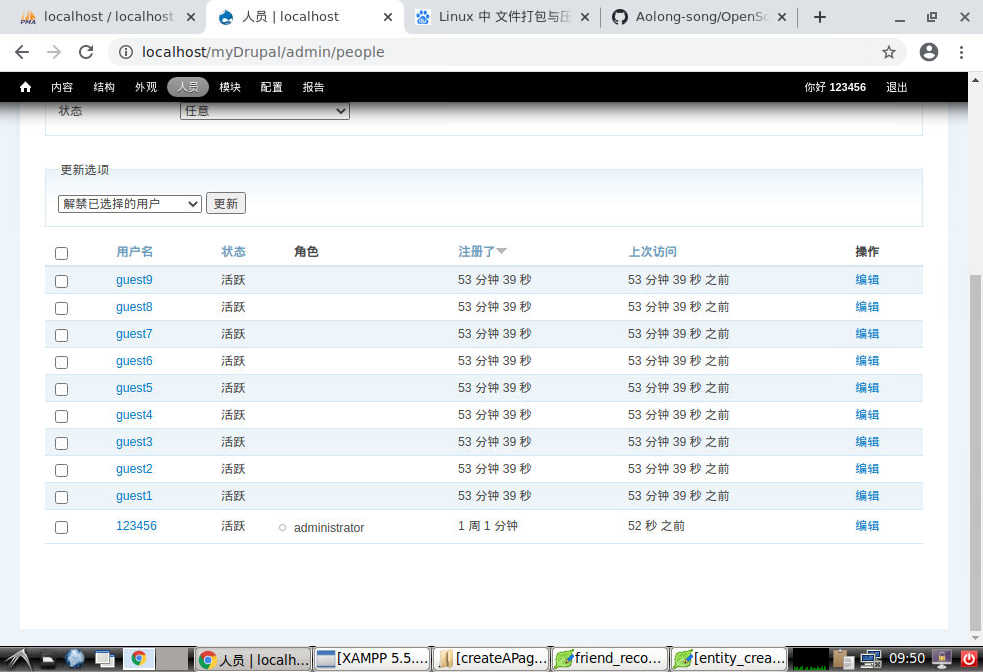 localhost / localhost
人员 | localhost
Linux 中 文件打包与压
Aolong-song/OpenSo
localhost/myDrupal/admin/people
内容 结构 外观 人员 模块 配置 报告 你好 123456 退出
状态 任意
更新选项
解禁已选择的用户 更新
用户名 状态 角色 注册了 上次访问 操作
guest9 活跃 53 分钟 39 秒 53 分钟 39 秒 之前 编辑
guest8 活跃 53 分钟 39 秒 53 分钟 39 秒 之前 编辑
guest7 活跃 53 分钟 39 秒 53 分钟 39 秒 之前 编辑
guest6 活跃 53 分钟 39 秒 53 分钟 39 秒 之前 编辑
guest5 活跃 53 分钟 39 秒 53 分钟 39 秒 之前 编辑
guest4 活跃 53 分钟 39 秒 53 分钟 39 秒 之前 编辑
guest3 活跃 53 分钟 39 秒 53 分钟 39 秒 之前 编辑
guest2 活跃 53 分钟 39 秒 53 分钟 39 秒 之前 编辑
guest1 活跃 53 分钟 39 秒 53 分钟 39 秒 之前 编辑
123456 活跃 administrator 1 周 1 分钟 52 秒 之前 编辑
人员 | localh... [XAMPP 5.5.... [createAPag... friend_reco... [entity_crea... 09:50